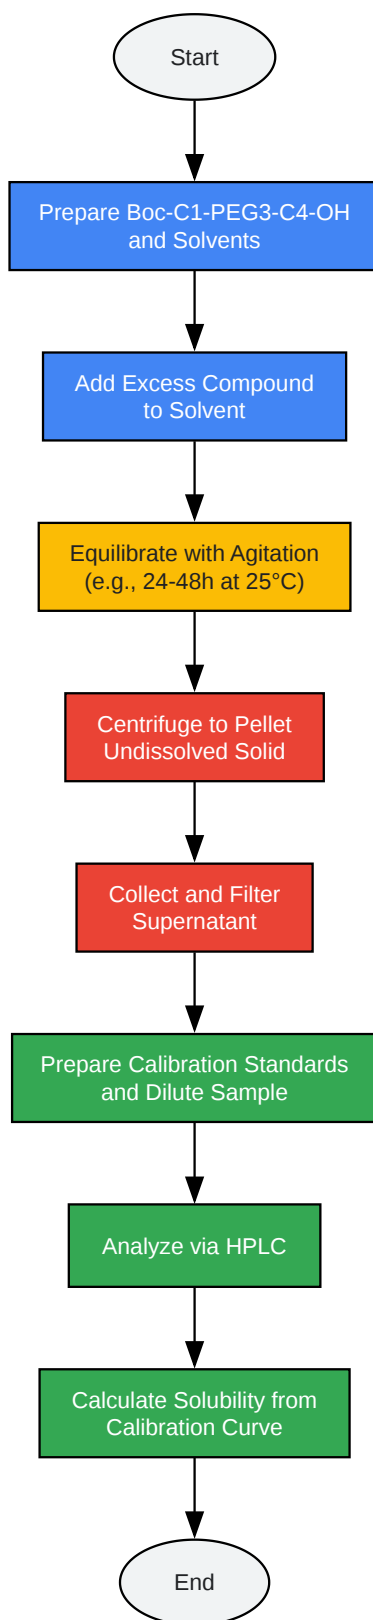 Start
Prepare Boc-C1-PEG3-C4-OH
and Solvents
Add Excess Compound
to Solvent
Equilibrate with Agitation
(e.g., 24-48h at 25°C)
Centrifuge to Pellet
Undissolved Solid
Collect and Filter
Supernatant
Prepare Calibration Standards
and Dilute Sample
Analyze via HPLC
Calculate Solubility from
Calibration Curve
End